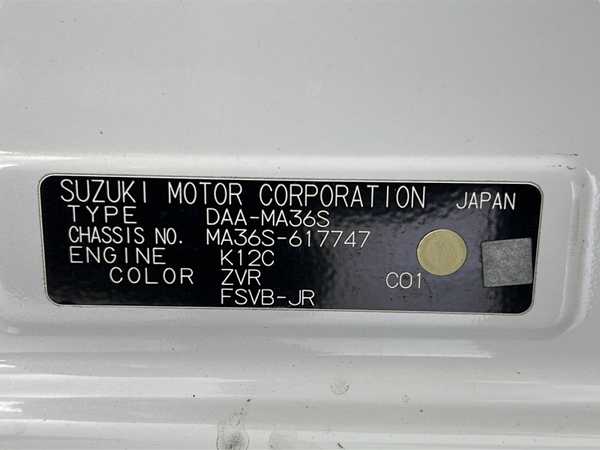 SUZUKI MOTOR CORPORATION JAPAN
TYPE DAA-MA36S
CHASSIS NO. MA36S-617747
ENGINE K12C
COLOR ZVR C01
FSVB-JR